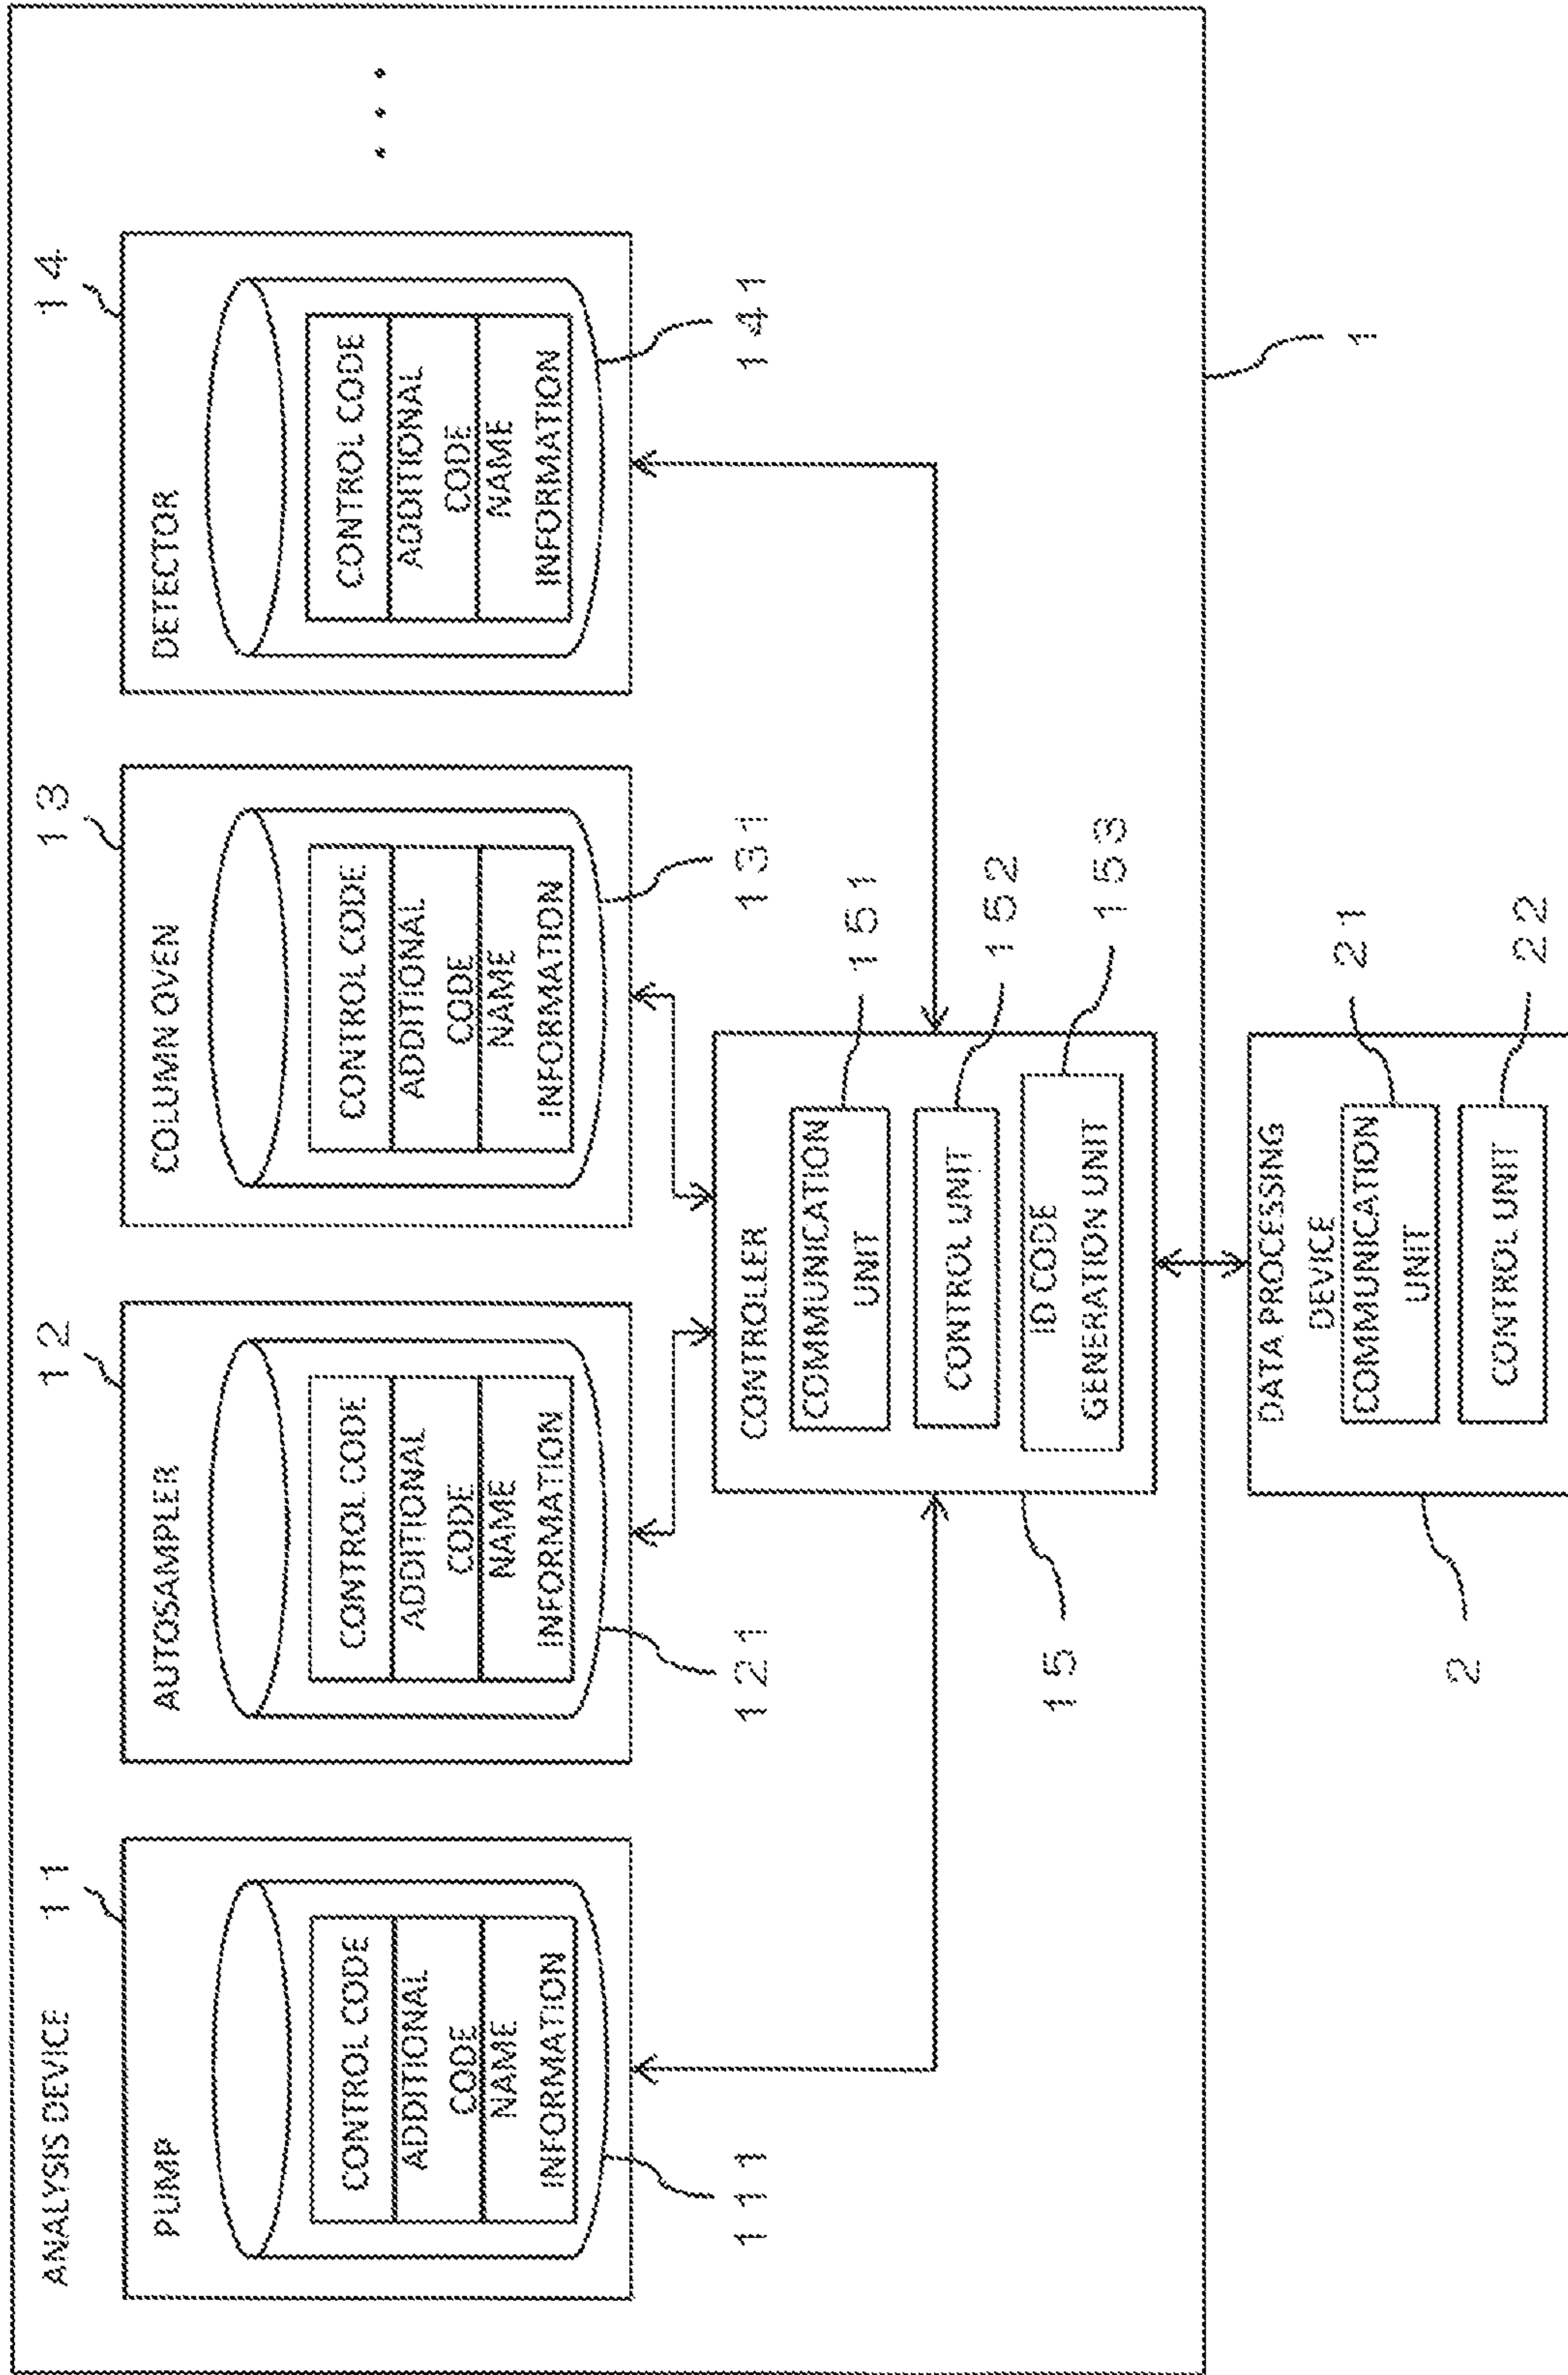 ANALYSIS DEVICE
11
12
13
14
PUMP
CONTROL CODE
ADDITIONAL
CODE
NAME
INFORMATION
111
AUTOSAMPLER
CONTROL CODE
ADDITIONAL
CODE
NAME
INFORMATION
121
COLUMN OVEN
CONTROL CODE
ADDITIONAL
CODE
NAME
INFORMATION
131
DETECTOR
CONTROL CODE
ADDITIONAL
CODE
NAME
INFORMATION
141
...
CONTROLLER
COMMUNICATION
UNIT
151
CONTROL UNIT
152
ID CODE
GENERATION UNIT
153
15
1
DATA PROCESSING
DEVICE
COMMUNICATION
UNIT
21
CONTROL UNIT
22
2